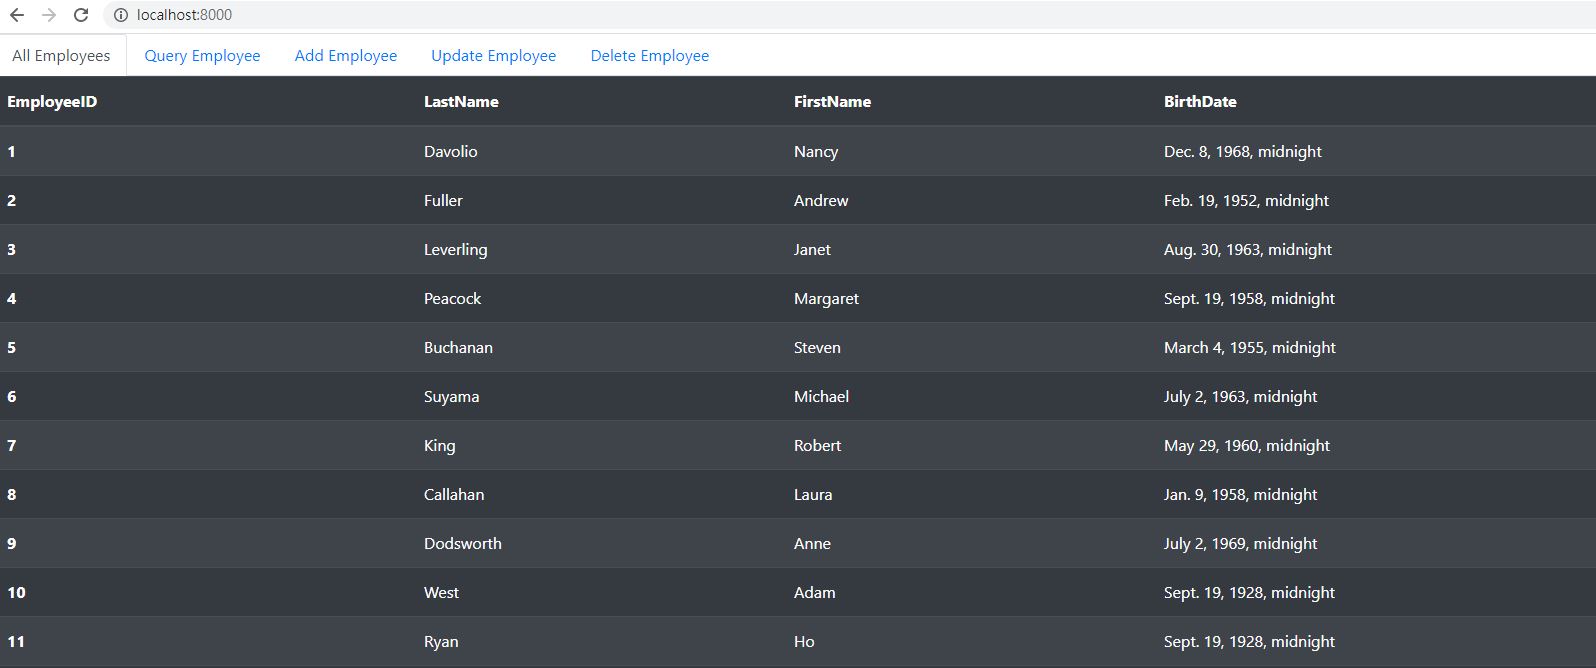 localhost:8000
All Employees Query Employee Add Employee Update Employee Delete Employee
EmployeeID LastName FirstName BirthDate
1 Davolio Nancy Dec. 8, 1968, midnight
2 Fuller Andrew Feb. 19, 1952, midnight
3 Leverling Janet Aug. 30, 1963, midnight
4 Peacock Margaret Sept. 19, 1958, midnight
5 Buchanan Steven March 4, 1955, midnight
6 Suyama Michael July 2, 1963, midnight
7 King Robert May 29, 1960, midnight
8 Callahan Laura Jan. 9, 1958, midnight
9 Dodsworth Anne July 2, 1969, midnight
10 West Adam Sept. 19, 1928, midnight
11 Ryan Ho Sept. 19, 1928, midnight